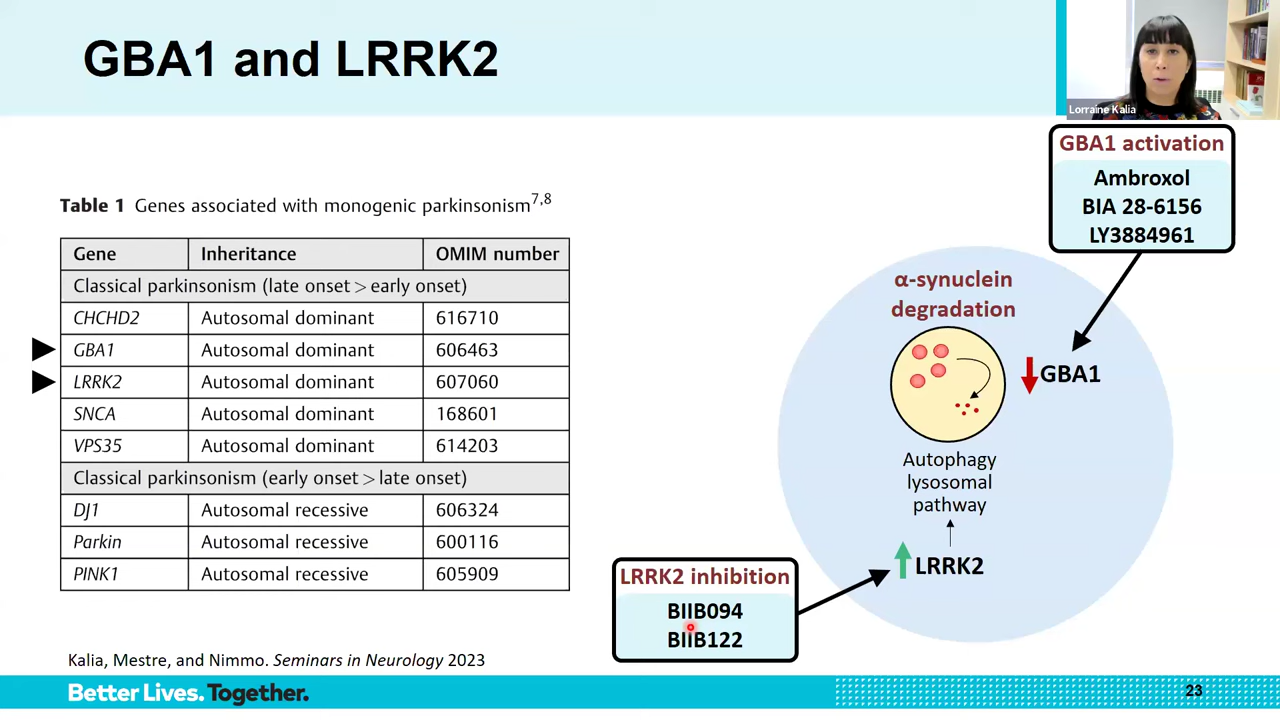 GBA1 and LRRK2
Lorraine Kalia
Table 1 Genes associated with monogenic parkinsonism7,8
Gene Inheritance OMIM number
Classical parkinsonism (late onset > early onset)
CHCHD2 Autosomal dominant 616710
GBA1 Autosomal dominant 606463
LRRK2 Autosomal dominant 607060
SNCA Autosomal dominant 168601
VPS35 Autosomal dominant 614203
Classical parkinsonism (early onset > late onset)
DJ1 Autosomal recessive 606324
Parkin Autosomal recessive 600116
PINK1 Autosomal recessive 605909
GBA1 activation
Ambroxol
BIA 28-6156
LY3884961
α-synuclein
degradation
GBA1
Autophagy
lysosomal
pathway
LRRK2
LRRK2 inhibition
BIIB094
BIIB122
Kalia, Mestre, and Nimmo. Seminars in Neurology 2023
Better Lives. Together.
23